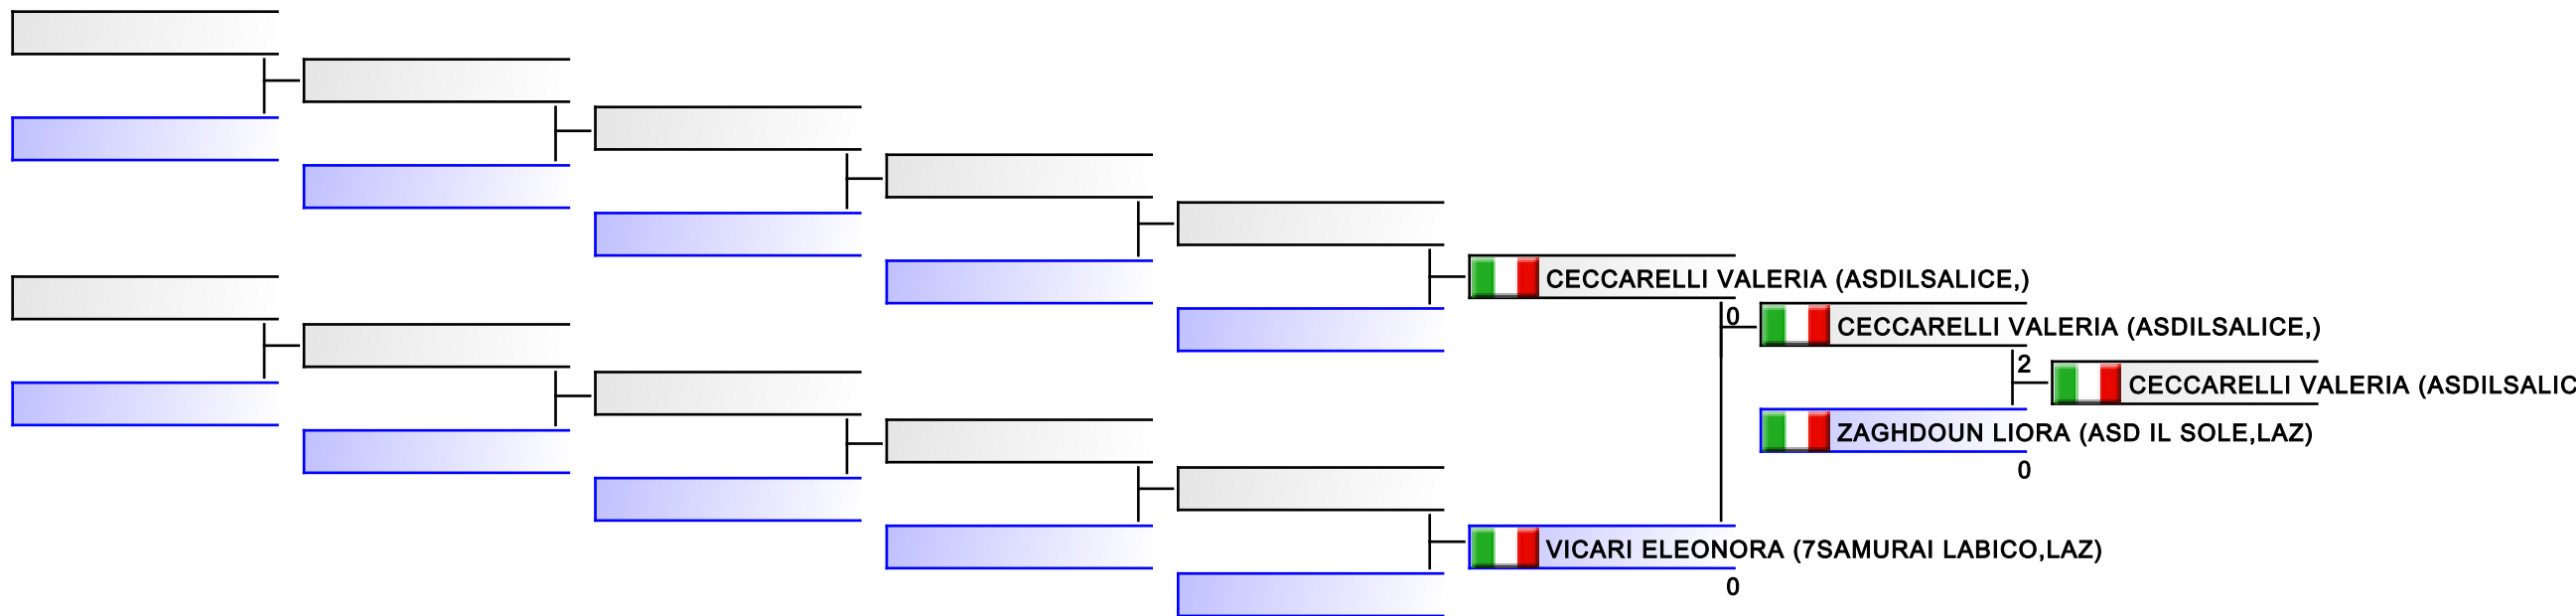 CECCARELLI VALERIA (ASDILSALICE,)
0
CECCARELLI VALERIA (ASDILSALICE,)
2
CECCARELLI VALERIA (ASDILSALIC
ZAGHDOUN LIORA (ASD IL SOLE,LAZ)
0
VICARI ELEONORA (7SAMURAI LABICO,LAZ)
0